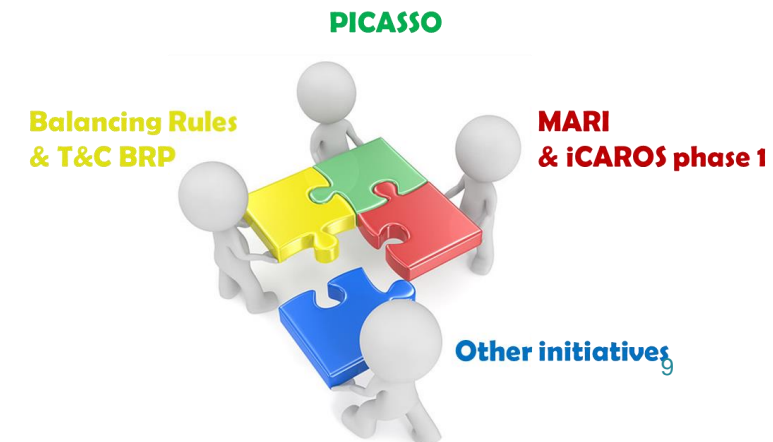 PICASSO
Balancing Rules
& T&C BRP
MARI
& iCAROS phase 1
Other initiatives
9